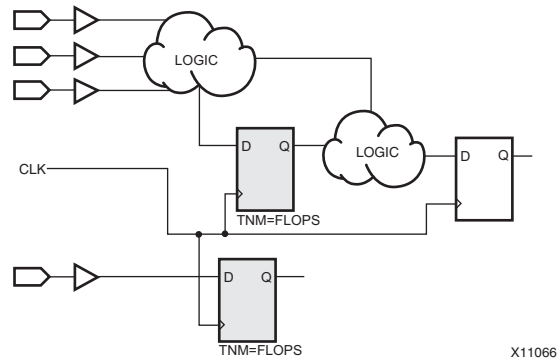 LOGIC
D Q
LOGIC
D Q
CLK
TNM=FLOPS
D Q
TNM=FLOPS
X11066